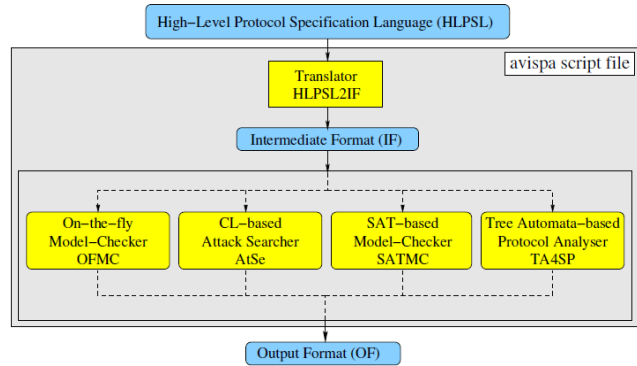 High-Level Protocol Specification Language (HLPSL)
avispa script file
Translator
HLPSL2IF
Intermediate Format (IF)
On-the-fly
Model-Checker
OFMC
CL-based
Attack Searcher
AtSe
SAT-based
Model-Checker
SATMC
Tree Automata-based
Protocol Analyser
TA4SP
Output Format (OF)